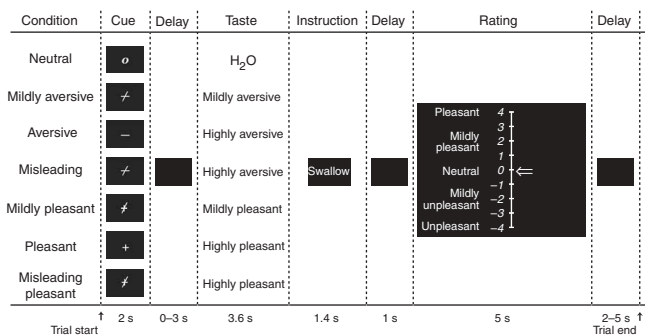 Condition Cue Delay Taste Instruction Delay Rating Delay
Neutral o H₂O
Mildly aversive ≁ Mildly aversive
Aversive − Highly aversive
Misleading Highly aversive Swallow
Mildly pleasant Mildly pleasant
Pleasant + Highly pleasant
Misleading
pleasant Highly pleasant
Pleasant 4
3
Mildly
pleasant 2
1
Neutral 0 ⇐
−1
Mildly
unpleasant −2
−3
Unpleasant −4
↑ 2 s 0–3 s 3.6 s 1.4 s 1 s 5 s 2–5 s ↑
Trial start Trial end